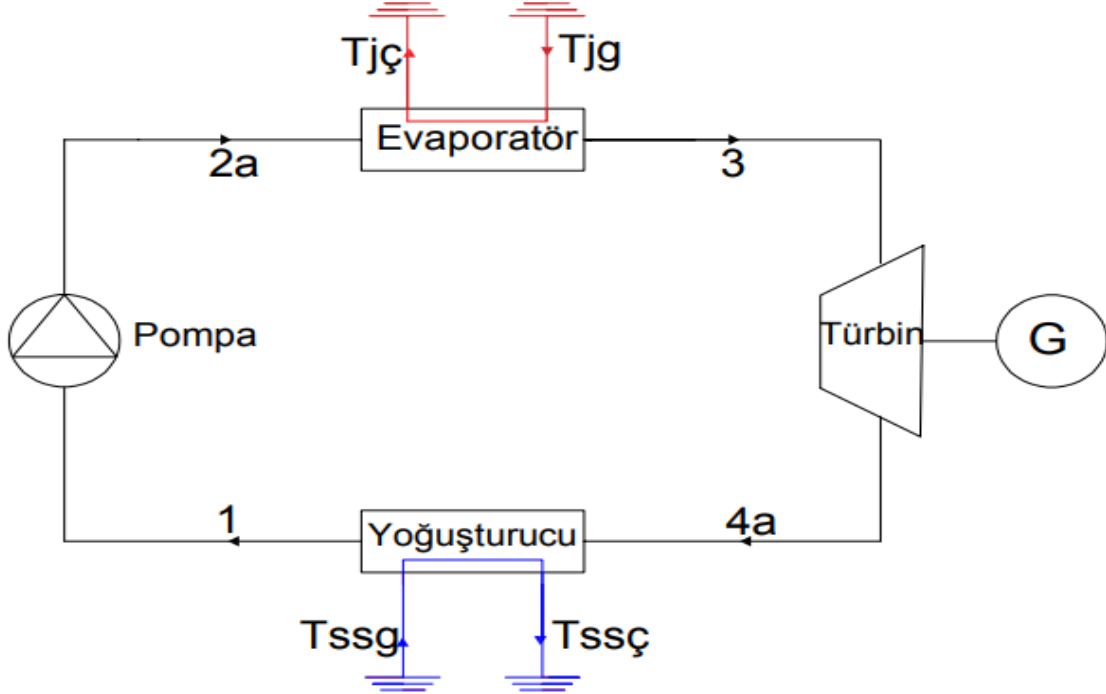 Tjç
Tjg
Evaporatör
2a
3
Pompa
Türbin
G
1
Yoğuşturucu
4a
Tssg
Tssç